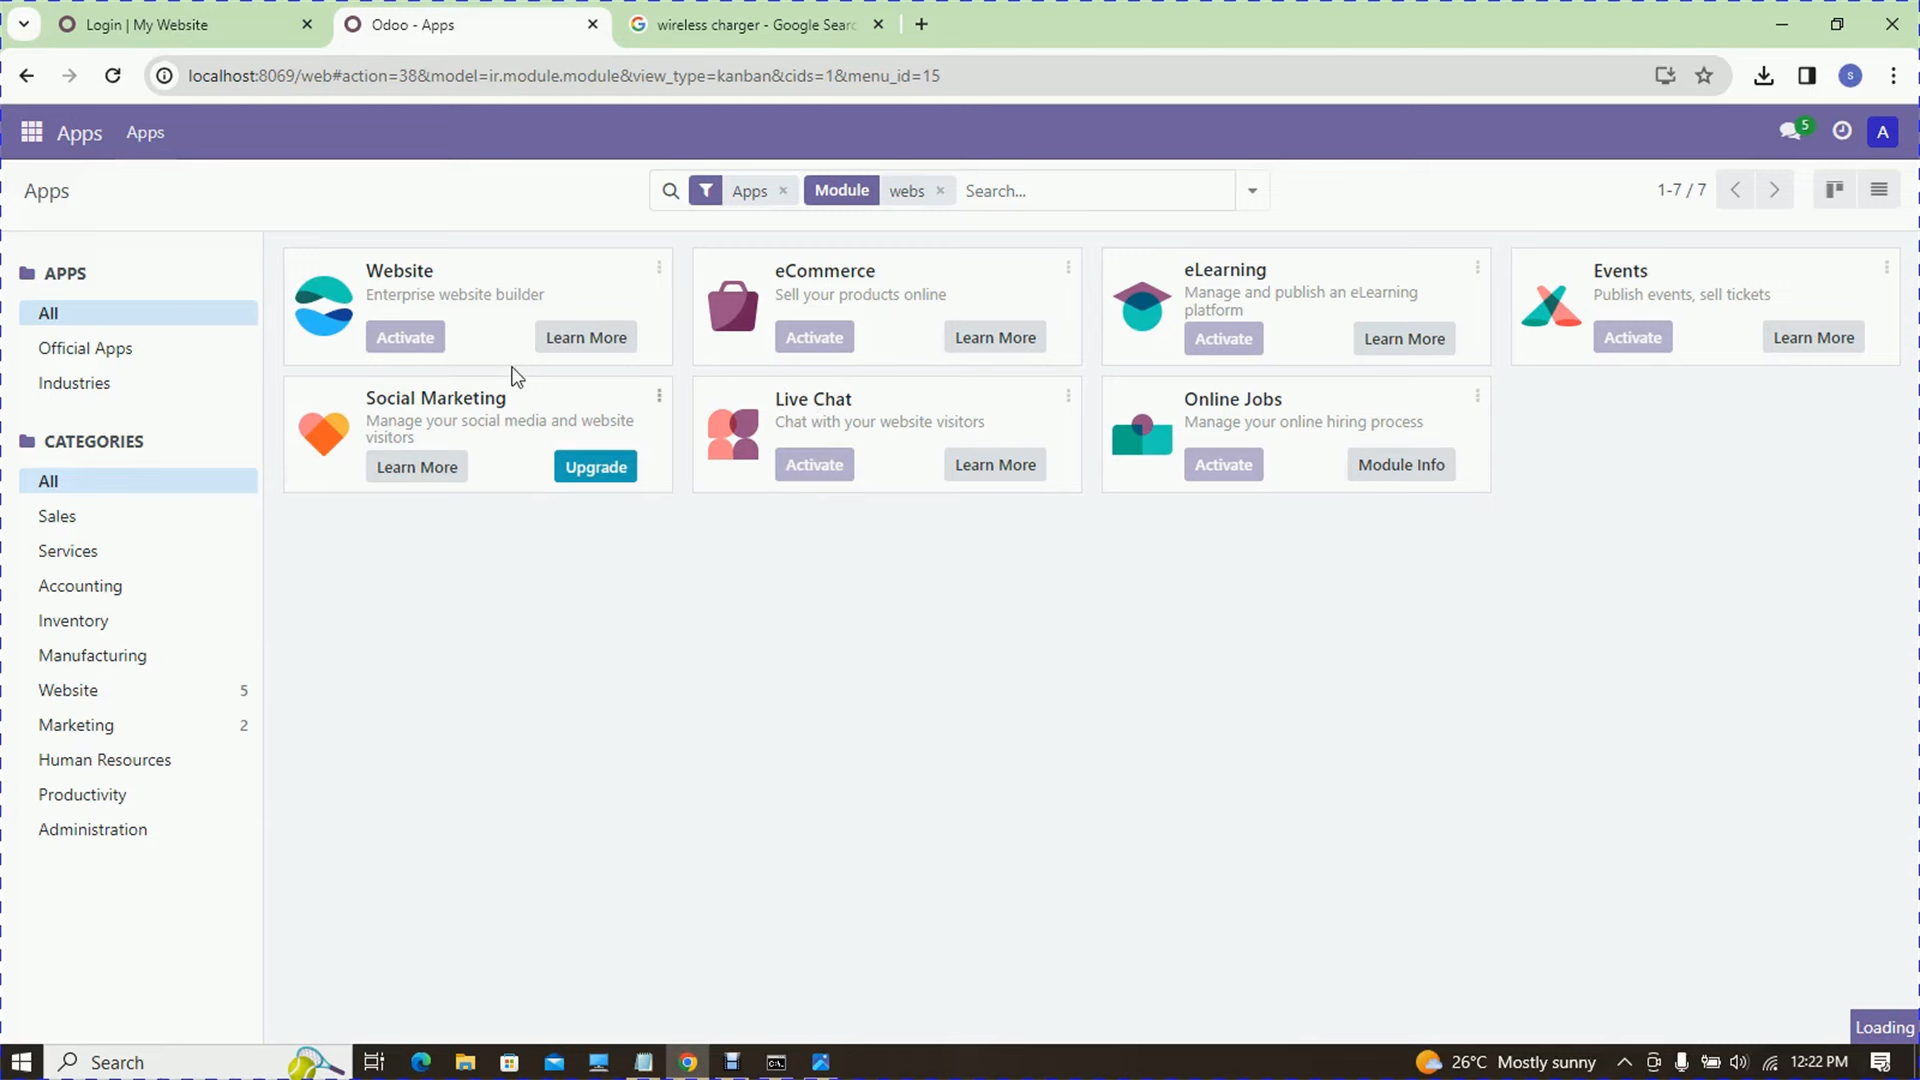 Login | My Website
Odoo - Apps
wireless charger - Google Searc
localhost:8069/web#action=38&model=ir.module.module&view_type=kanban&cids=1&menu_id=15
S
Apps
Apps
5
A
Apps
Apps
Module
webs
Search...
1-7 / 7
APPS
All
Official Apps
Industries
CATEGORIES
All
Sales
Services
Accounting
Inventory
Manufacturing
Website 5
Marketing 2
Human Resources
Productivity
Administration
Website
Enterprise website builder
Activate
Learn More
eCommerce
Sell your products online
Activate
Learn More
eLearning
Manage and publish an eLearning
platform
Activate
Learn More
Events
Publish events, sell tickets
Activate
Learn More
Social Marketing
Manage your social media and website
visitors
Learn More
Upgrade
Live Chat
Chat with your website visitors
Activate
Learn More
Online Jobs
Manage your online hiring process
Activate
Module Info
Loading
Search
26°C Mostly sunny
12:22 PM